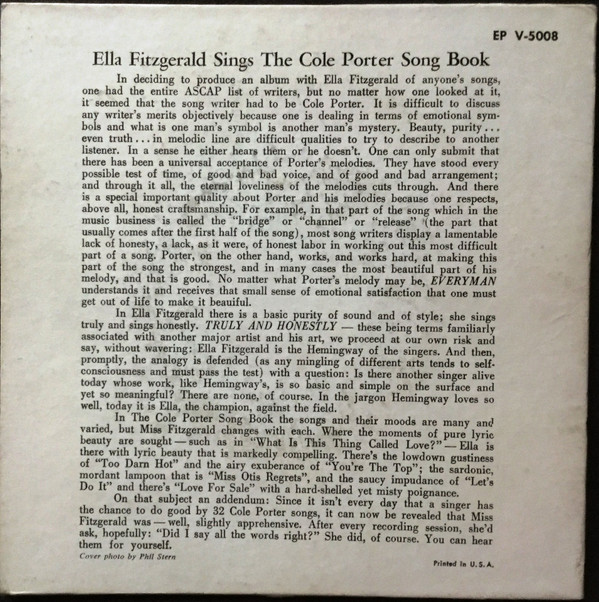 EP V-5008
Ella Fitzgerald Sings The Cole Porter Song Book
In deciding to produce an album with Ella Fitzgerald of anyone's songs,
one had the entire ASCAP list of writers, but no matter how one looked at it,
it seemed that the song writer had to be Cole Porter. It is difficult to discuss
any writer's merits objectively because one is dealing in terms of emotional sym-
bols and what is one man's symbol is another man's mystery. Beauty, purity...
even truth... in melodic line are difficult qualities to try to describe to another
listener. In a sense he either hears them or he doesn't. One can only submit that
there has been a universal acceptance of Porter's melodies. They have stood every
possible test of time, of good and bad voice, and of good and bad arrangement;
and through it all, the eternal loveliness of the melodies cuts through. And there
is a special important quality about Porter and his melodies because one respects,
above all, honest craftsmanship. For example, in that part of the song which in the
music business is called the "bridge" or "channel" or "release" (the part that
usually comes after the first half of the song), most song writers display a lamentable
lack of honesty, a lack, as it were, of honest labor in working out this most difficult
part of a song. Porter, on the other hand, works, and works hard, at making this
part of the song the strongest, and in many cases the most beautiful part of his
melody, and that is good. No matter what Porter's melody may be, EVERYMAN
understands it and receives that small sense of emotional satisfaction that one must
get out of life to make it beauiful.
In Ella Fitzgerald there is a basic purity of sound and of style; she sings
truly and sings honestly. TRULY AND HONESTLY — these being terms familiarly
associated with another major artist and his art, we proceed at our own risk and
say, without wavering: Ella Fitzgerald is the Hemingway of the singers. And then,
promptly, the analogy is defended (as any mingling of different arts tends to self-
consciousness and must pass the test) with a question: Is there another singer alive
today whose work, like Hemingway's, is so basic and simple on the surface and
yet so meaningful? There are none, of course. In the jargon Hemingway loves so
well, today it is Ella, the champion, against the field.
In The Cole Porter Song Book the songs and their moods are many and
varied, but Miss Fitzgerald changes with each. Where the moments of pure lyric
beauty are sought — such as in "What Is This Thing Called Love?" — Ella is
there with lyric beauty that is markedly compelling. There's the lowdown gustiness
of "Too Darn Hot" and the airy exuberance of "You're The Top"; the sardonic,
mordant lampoon that is "Miss Otis Regrets", and the saucy impudance of "Let's
Do It" and there's "Love For Sale" with a hard-shelled yet misty poignance.
On that subject an addendum: Since it isn't every day that a singer has
the chance to do good by 32 Cole Porter songs, it can now be revealed that Miss
Fitzgerald was — well, slightly apprehensive. After every recording session, she'd
ask, hopefully: "Did I say all the words right?" She did, of course. You can hear
them for yourself.
Cover photo by Phil Stern
Printed in U. S. A.